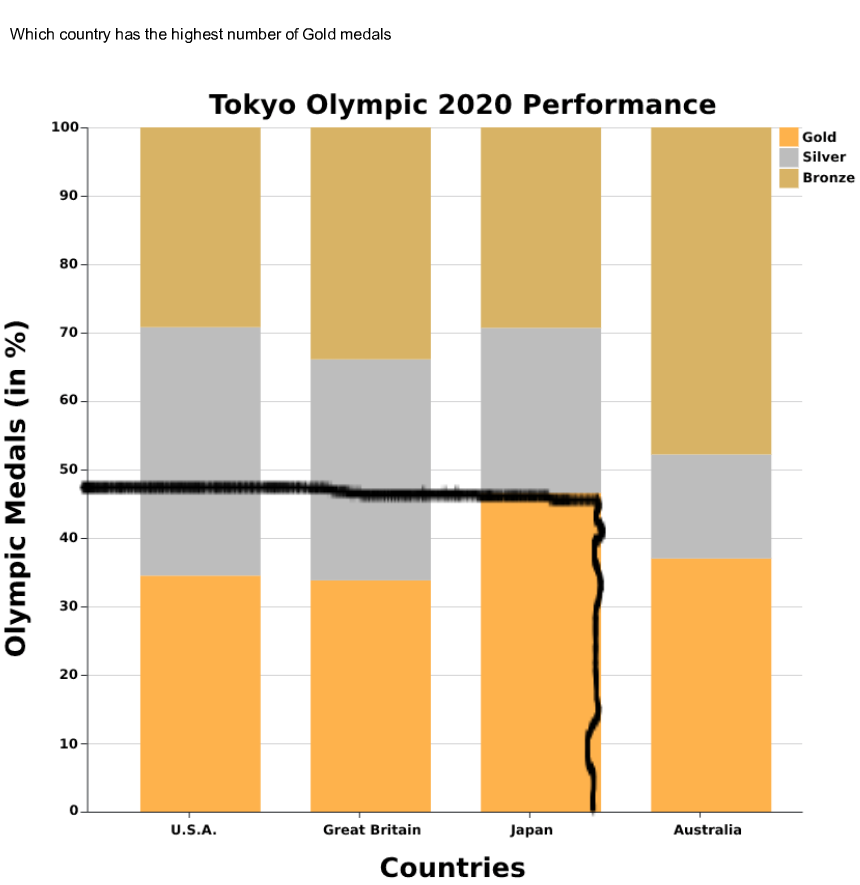 Which country has the highest number of Gold medals
Tokyo Olympic 2020 Performance
Gold
Silver
Bronze
100
90
80
70
60
50
40
30
20
10
0
Olympic Medals (in %)
U.S.A.
Great Britain
Japan
Australia
Countries